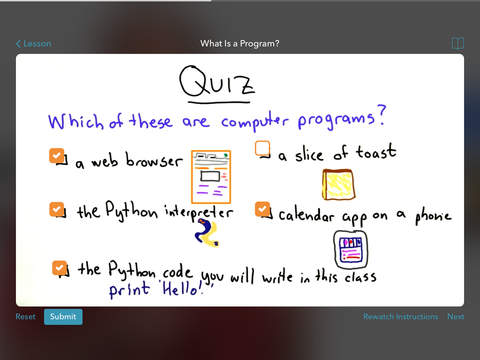 Lesson
What Is a Program?
QUIZ
Which of these are computer programs?
a web browser
a slice of toast
the Python interpreter
calendar app on a phone
the Python code you will write in this class
print 'Hello!'
Reset
Submit
Rewatch Instructions
Next